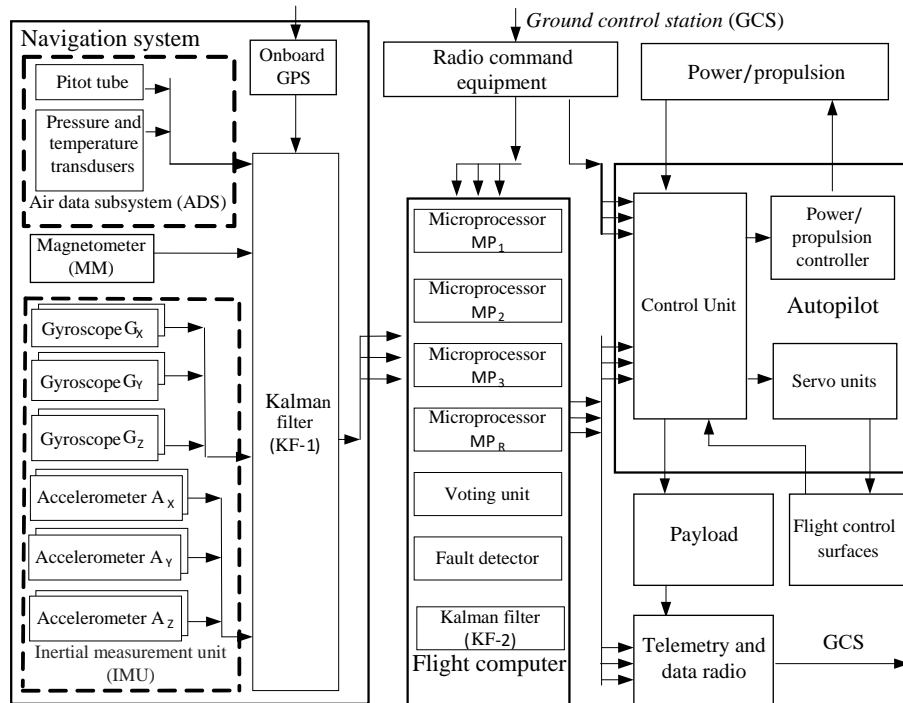 Ground control station (GCS)
Navigation system
Onboard
GPS
Pitot tube
Pressure and
temperature
transdusers
Air data subsystem (ADS)
Magnetometer
(MM)
Gyroscope GX
Gyroscope GY
Gyroscope GZ
Accelerometer AX
Accelerometer AY
Accelerometer AZ
Inertial measurement unit
(IMU)
Kalman
filter
(KF-1)
Radio command
equipment
Microprocessor
MP1
Microprocessor
MP2
Microprocessor
MP3
Microprocessor
MPR
Voting unit
Fault detector
Kalman filter
(KF-2)
Flight computer
Power/propulsion
Control Unit
Power/
propulsion
controller
Autopilot
Servo units
Payload
Flight control
surfaces
Telemetry and
data radio
GCS